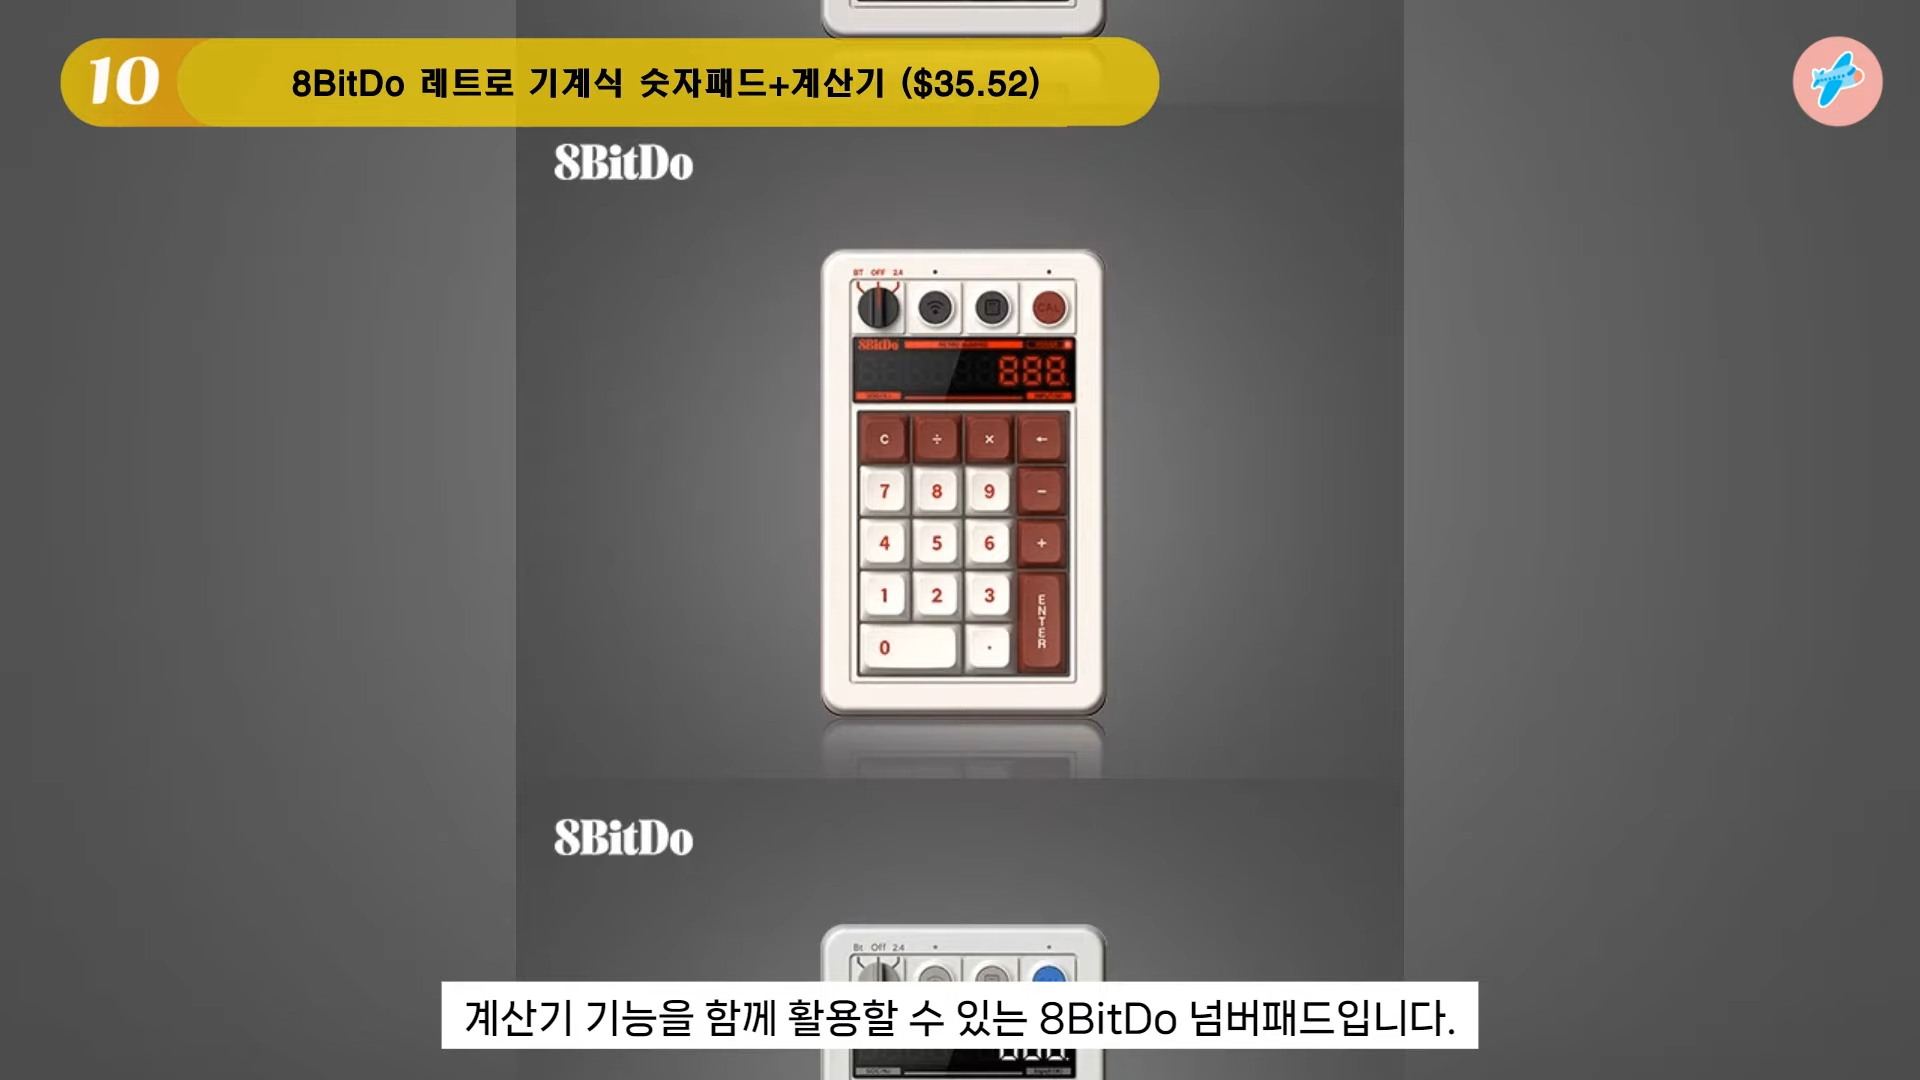 10
8BitDo 레트로 기계식 숫자패드+계산기 ($35.52)
8BitDo
BT OFF 2.4
CAL
8BitDo
888.
C ÷ × ←
7 8 9 −
4 5 6 +
1 2 3
ENTER
0 .
8BitDo
Bt Off 2.4
계산기 기능을 함께 활용할 수 있는 8BitDo 넘버패드입니다.